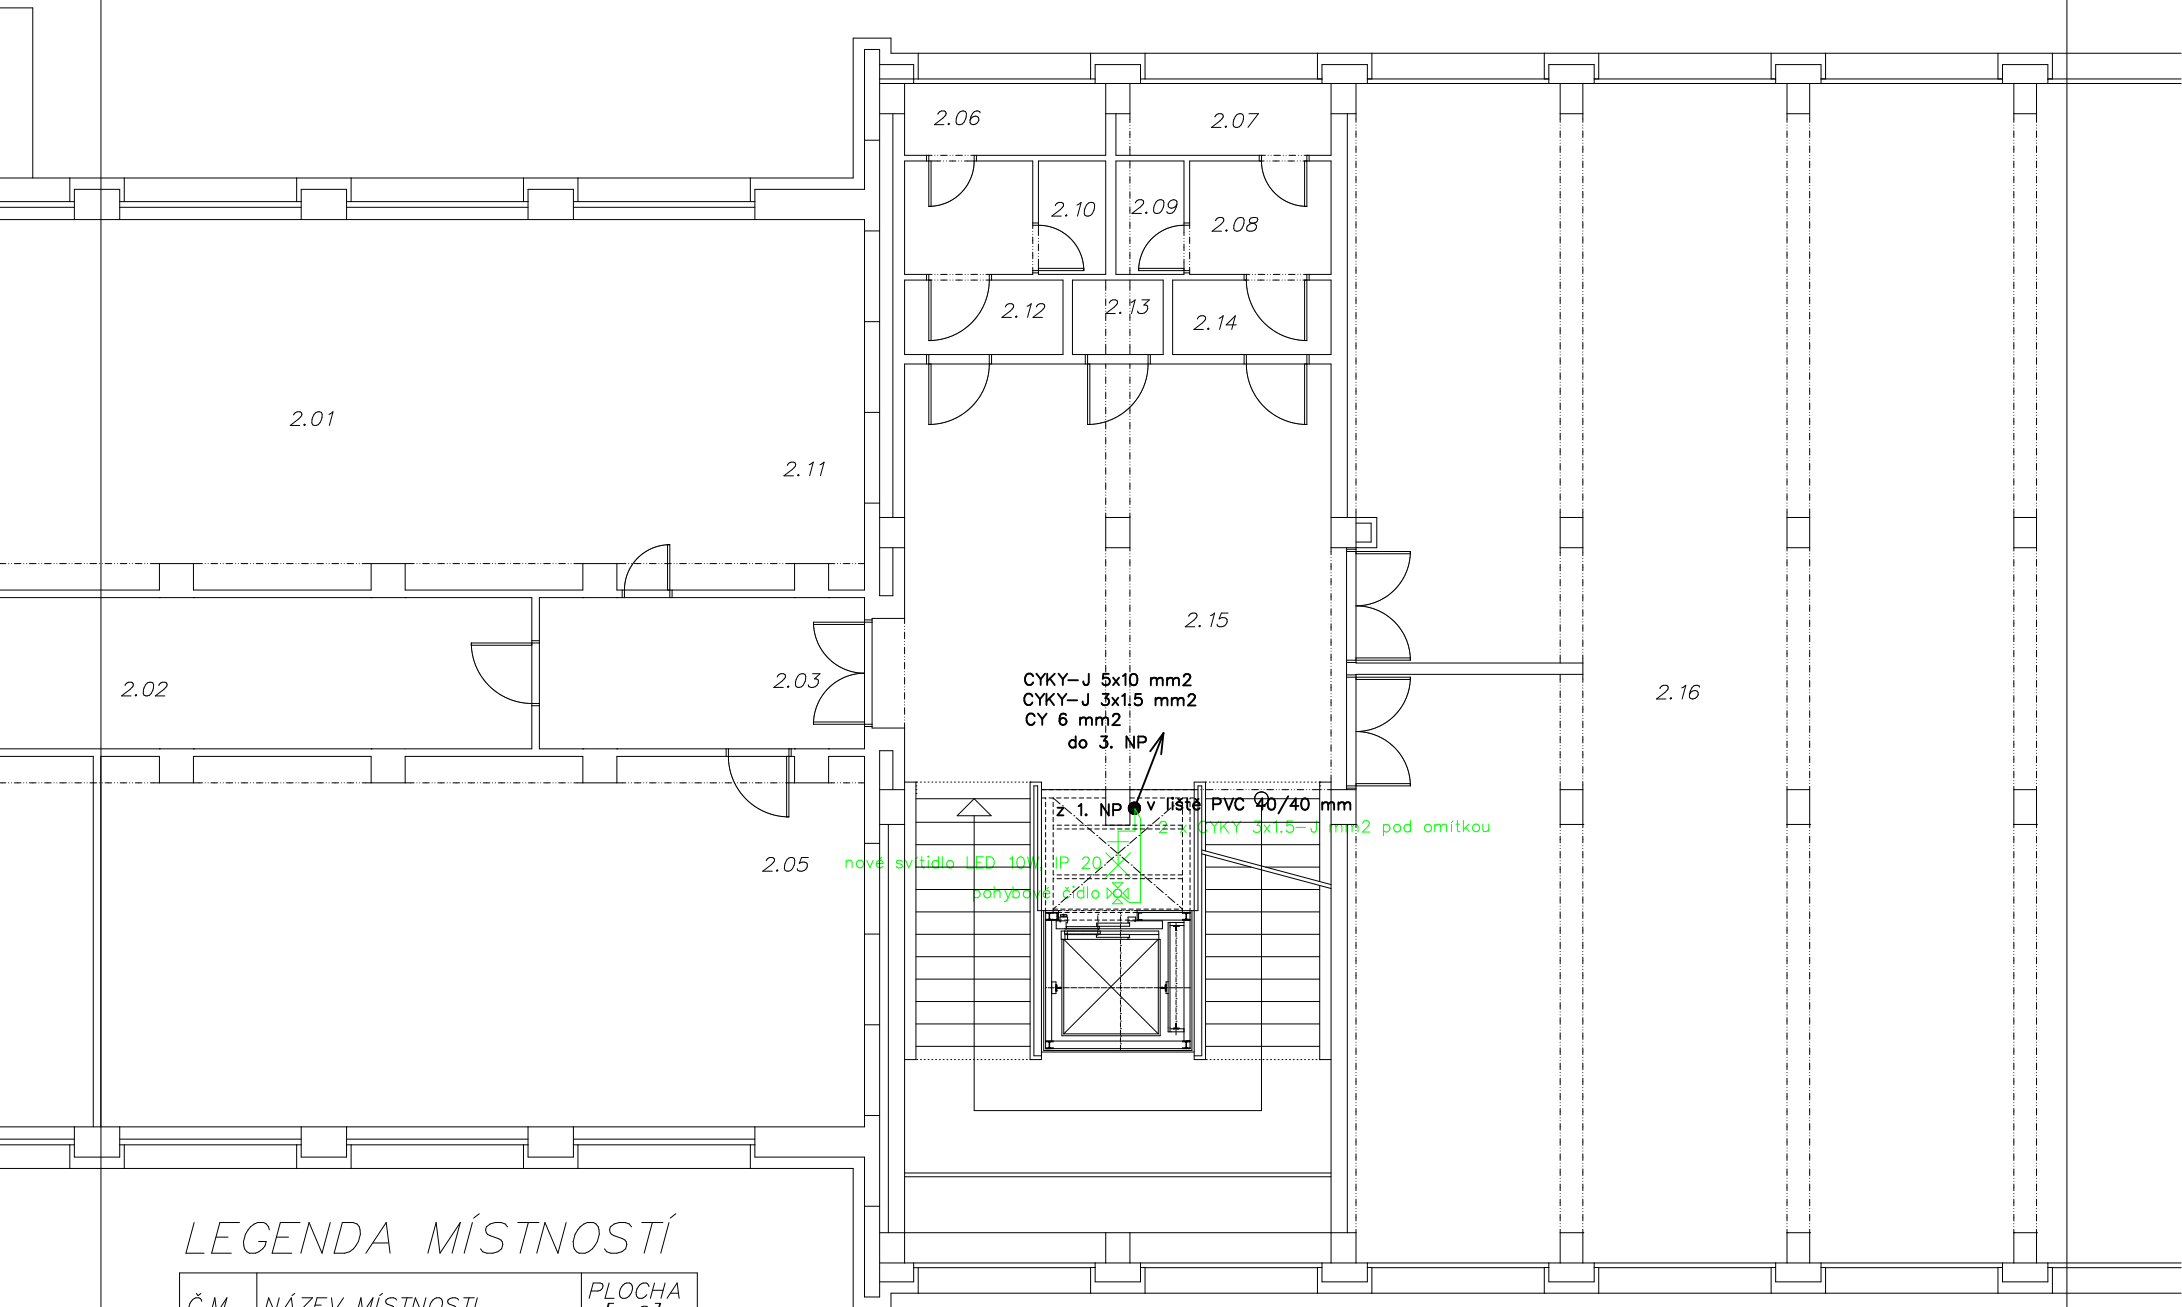 2.06
2.07
2.10
2.09
2.08
2.12
2.13
2.14
2.01
2.11
2.15
2.02
2.03
2.16
CYKY-J 5x10 mm2
CYKY-J 3x1.5 mm2
CY 6 mm2
do 3. NP
z 1. NP
v liště PVC 40/40 mm
2 x CYKY 3x1.5-J mm2 pod omítkou
2.05
nové svítidlo LED 10W, IP 20
pohybové čidlo
LEGENDA MÍSTNOSTÍ
Č.M.
NÁZEV MÍSTNOSTI
PLOCHA